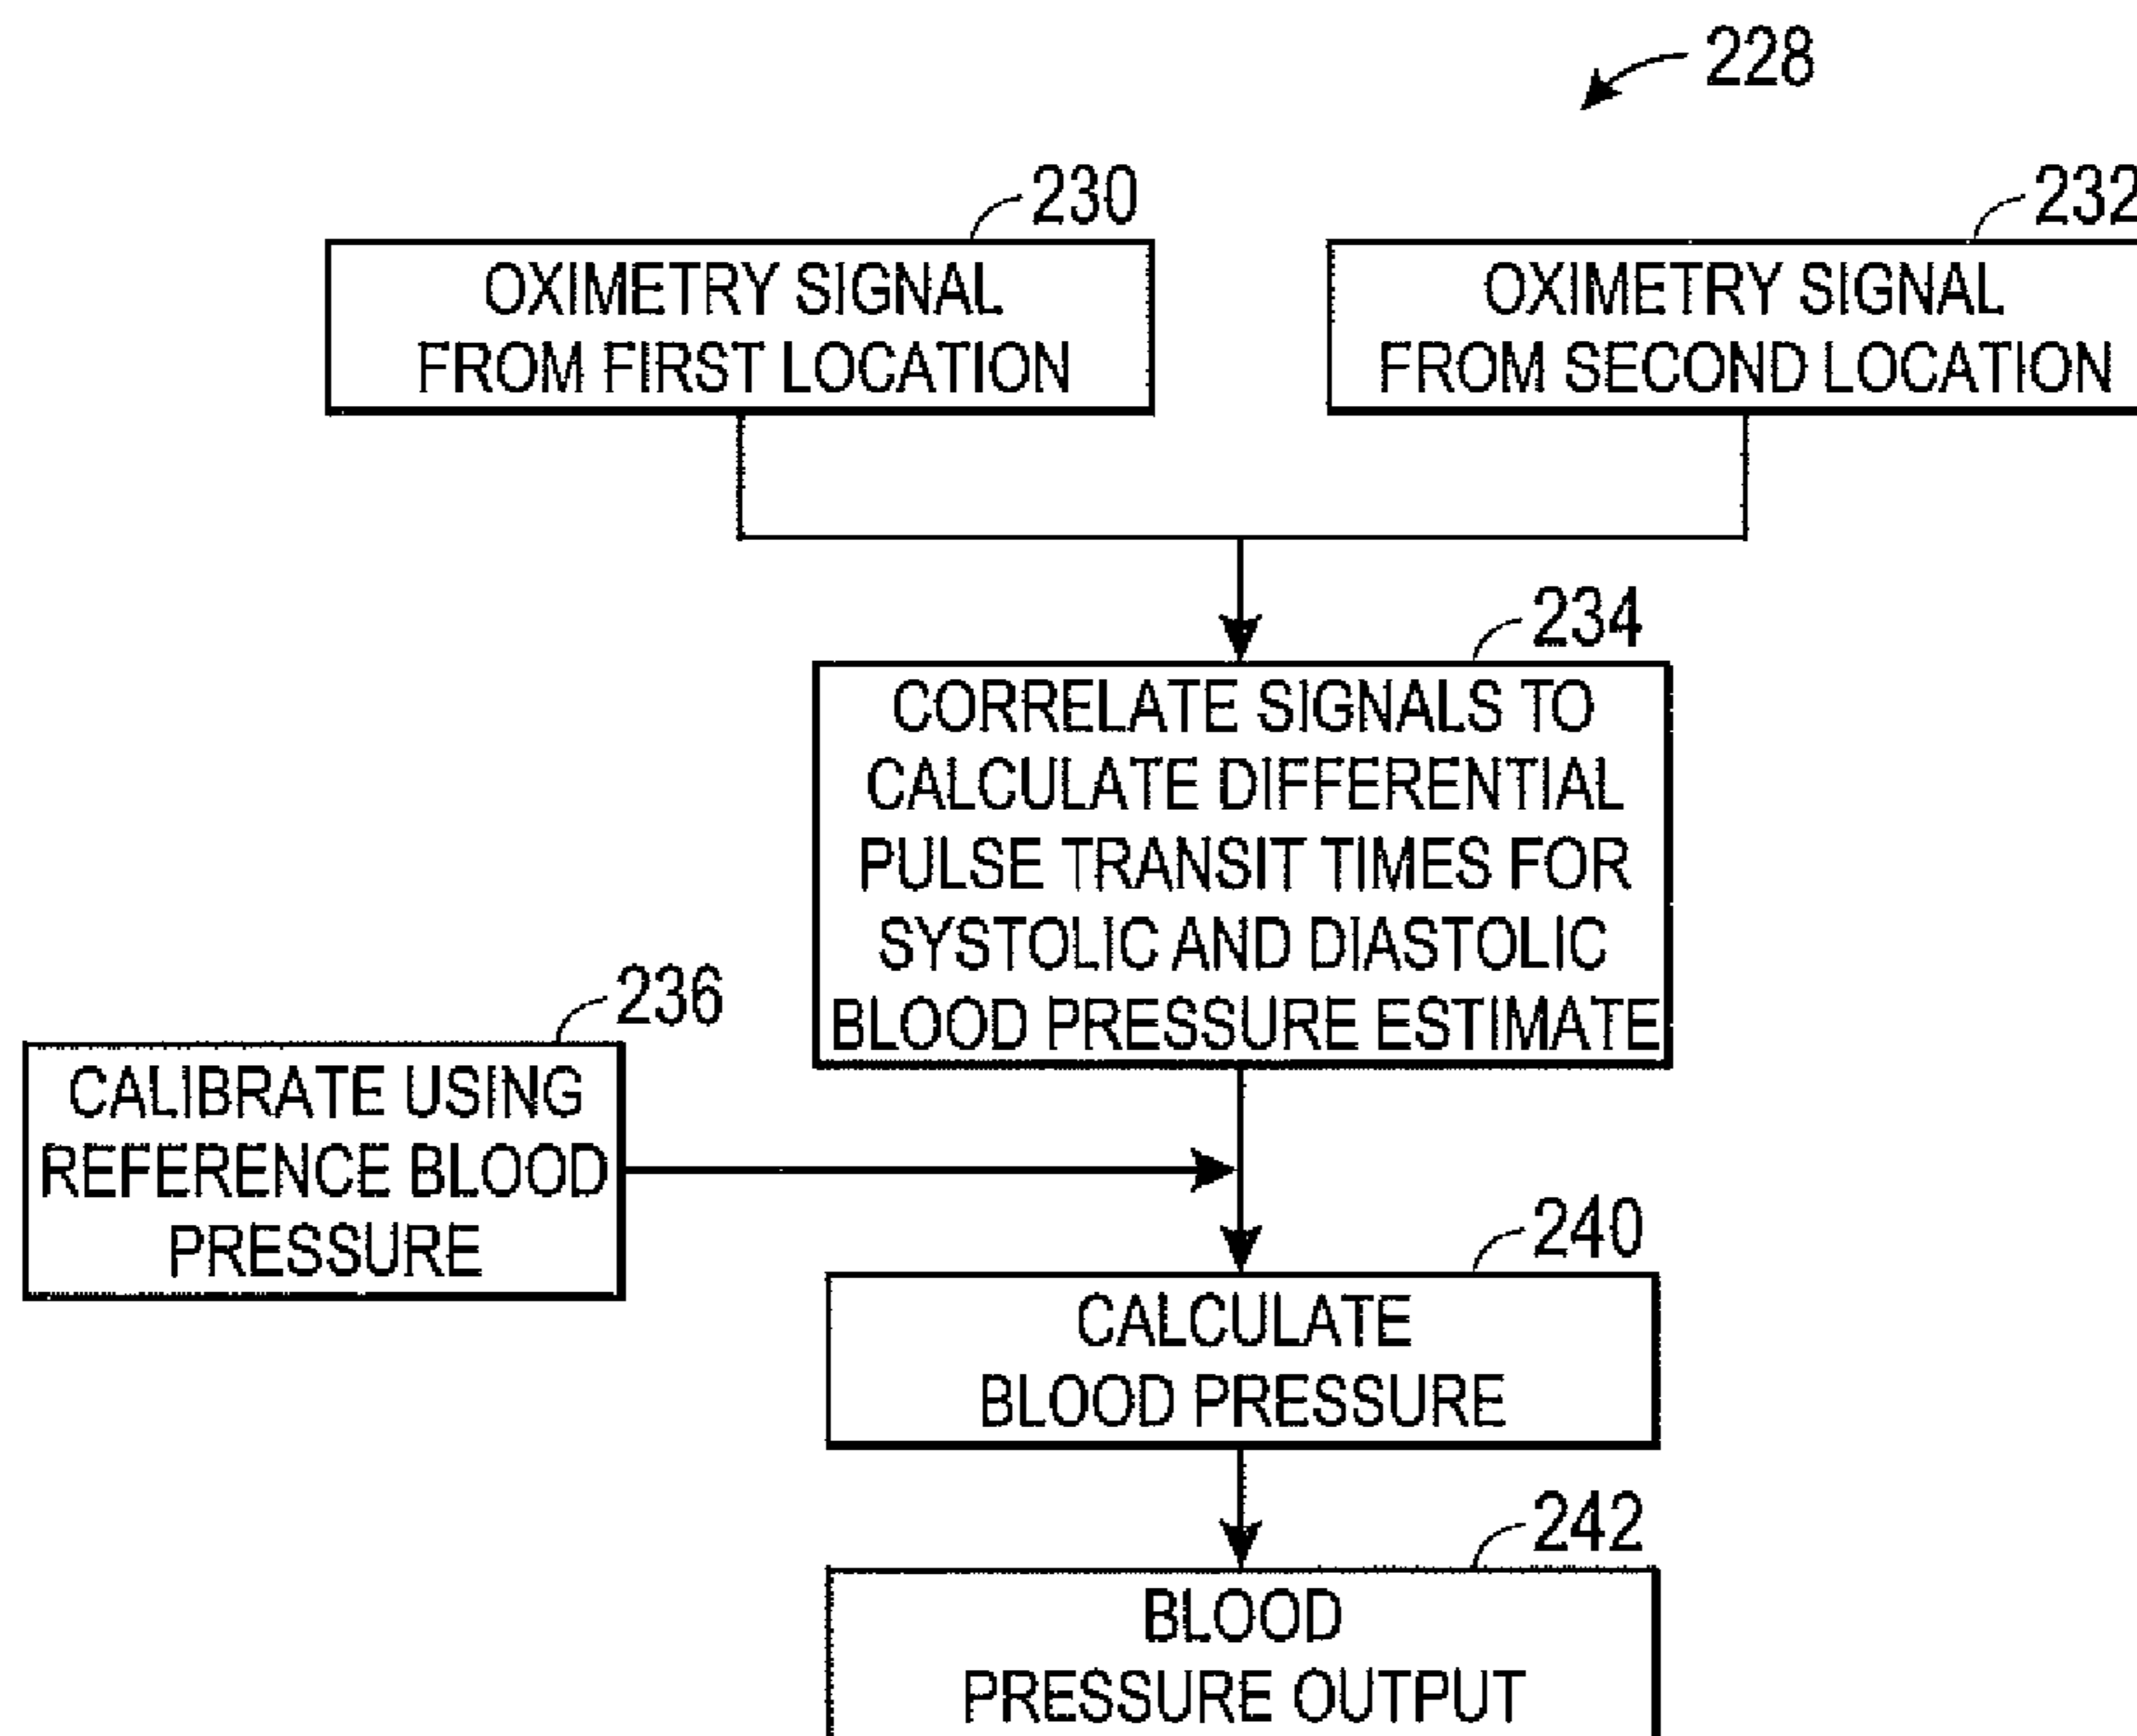 228
230
OXIMETRY SIGNAL
FROM FIRST LOCATION
232
OXIMETRY SIGNAL
FROM SECOND LOCATION
234
CORRELATE SIGNALS TO
CALCULATE DIFFERENTIAL
PULSE TRANSIT TIMES FOR
SYSTOLIC AND DIASTOLIC
BLOOD PRESSURE ESTIMATE
236
CALIBRATE USING
REFERENCE BLOOD
PRESSURE
240
CALCULATE
BLOOD PRESSURE
242
BLOOD
PRESSURE OUTPUT